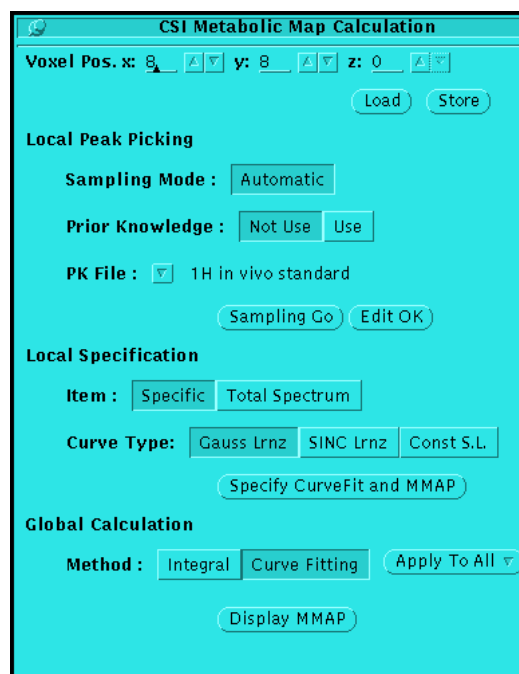 CSI Metabolic Map Calculation
Voxel Pos. x: 8 y: 8 z: 0
Load Store
Local Peak Picking
Sampling Mode : Automatic
Prior Knowledge : Not Use Use
PK File : 1H in vivo standard
Sampling Go Edit OK
Local Specification
Item : Specific Total Spectrum
Curve Type: Gauss Lrnz SINC Lrnz Const S.L.
Specify CurveFit and MMAP
Global Calculation
Method : Integral Curve Fitting Apply To All
Display MMAP